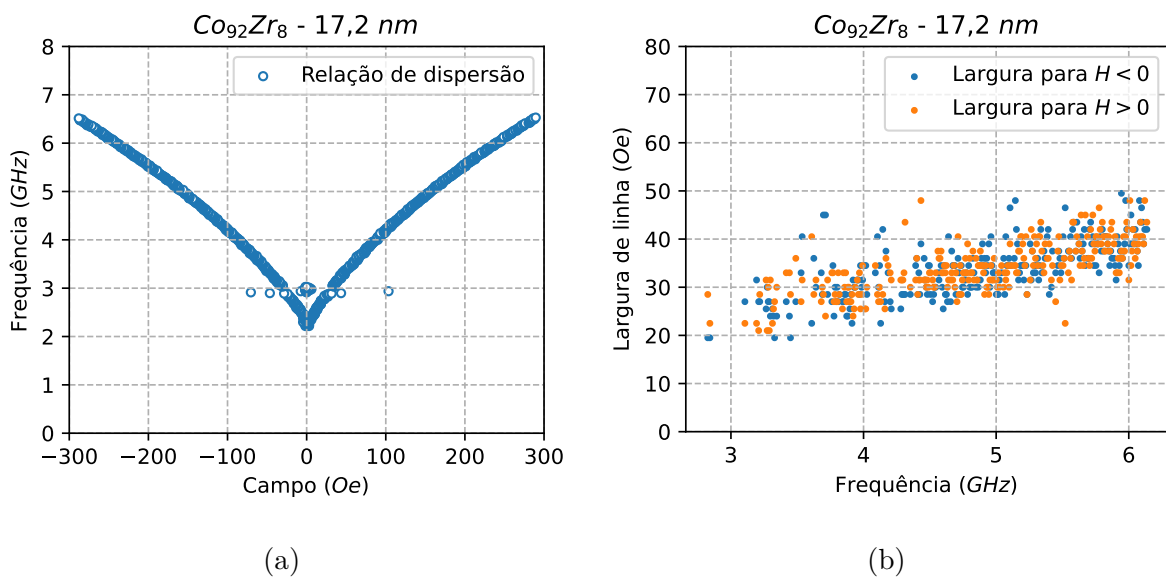 Co₉₂Zr₈ - 17,2 nm
8
7
6
5
4
3
2
1
0
Frequência (GHz)
Relação de dispersão
−300
−200
−100
0
100
200
300
Campo (Oe)
(a)
Co₉₂Zr₈ - 17,2 nm
80
70
60
50
40
30
20
10
0
Largura de linha (Oe)
Largura para H < 0
Largura para H > 0
3
4
5
6
Frequência (GHz)
(b)